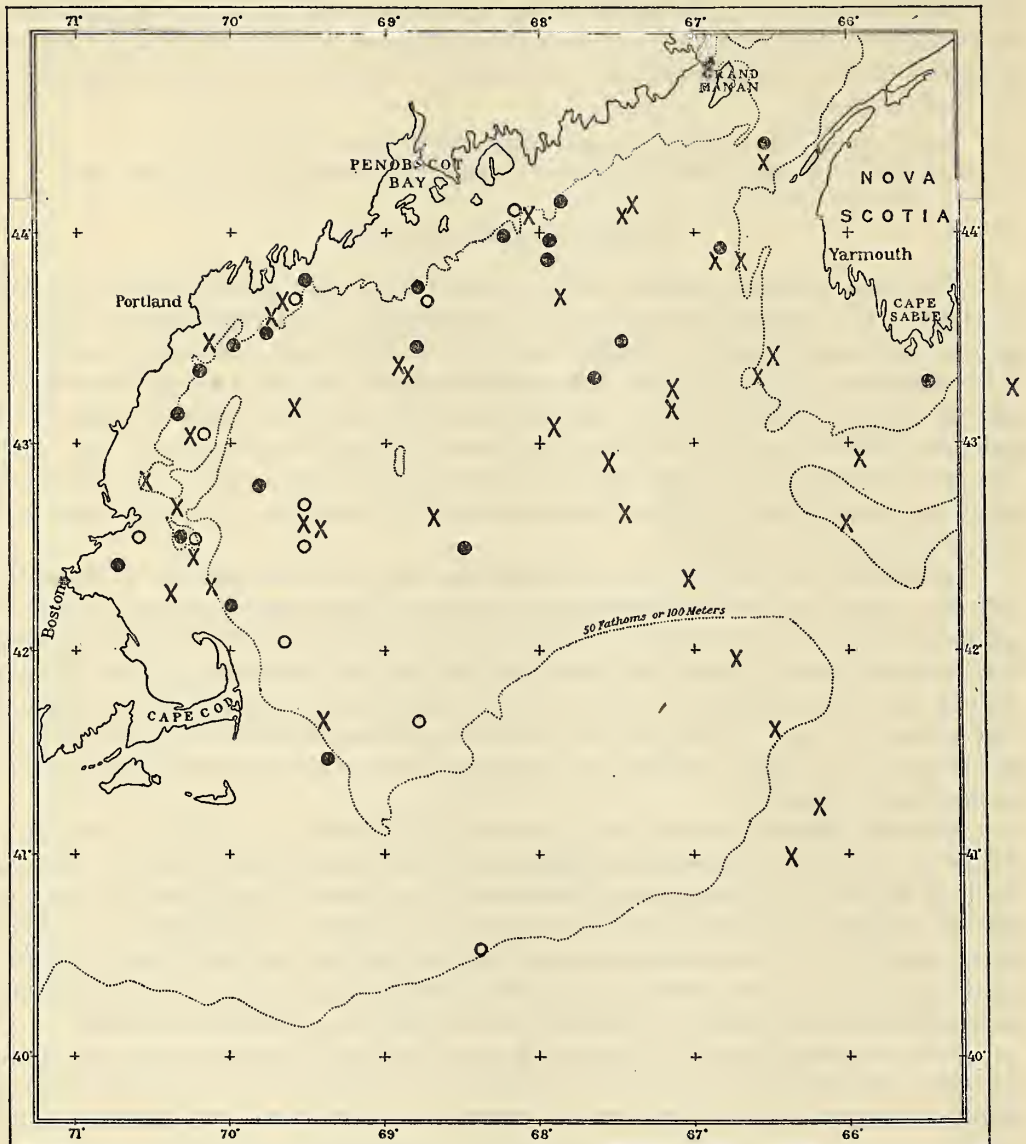 71° 70° 69° 68° 67° 66°
GRAND
MANAN
PENOBSCOT
BAY
NOVA
SCOTIA
44° 44°
Yarmouth
Portland
CAPE
SABLE
43° 43°
Boston
50 Fathoms or 100 Meters
42° 42°
CAPE COD
41° 41°
40° 40°
71° 70° 69° 68° 67° 66°